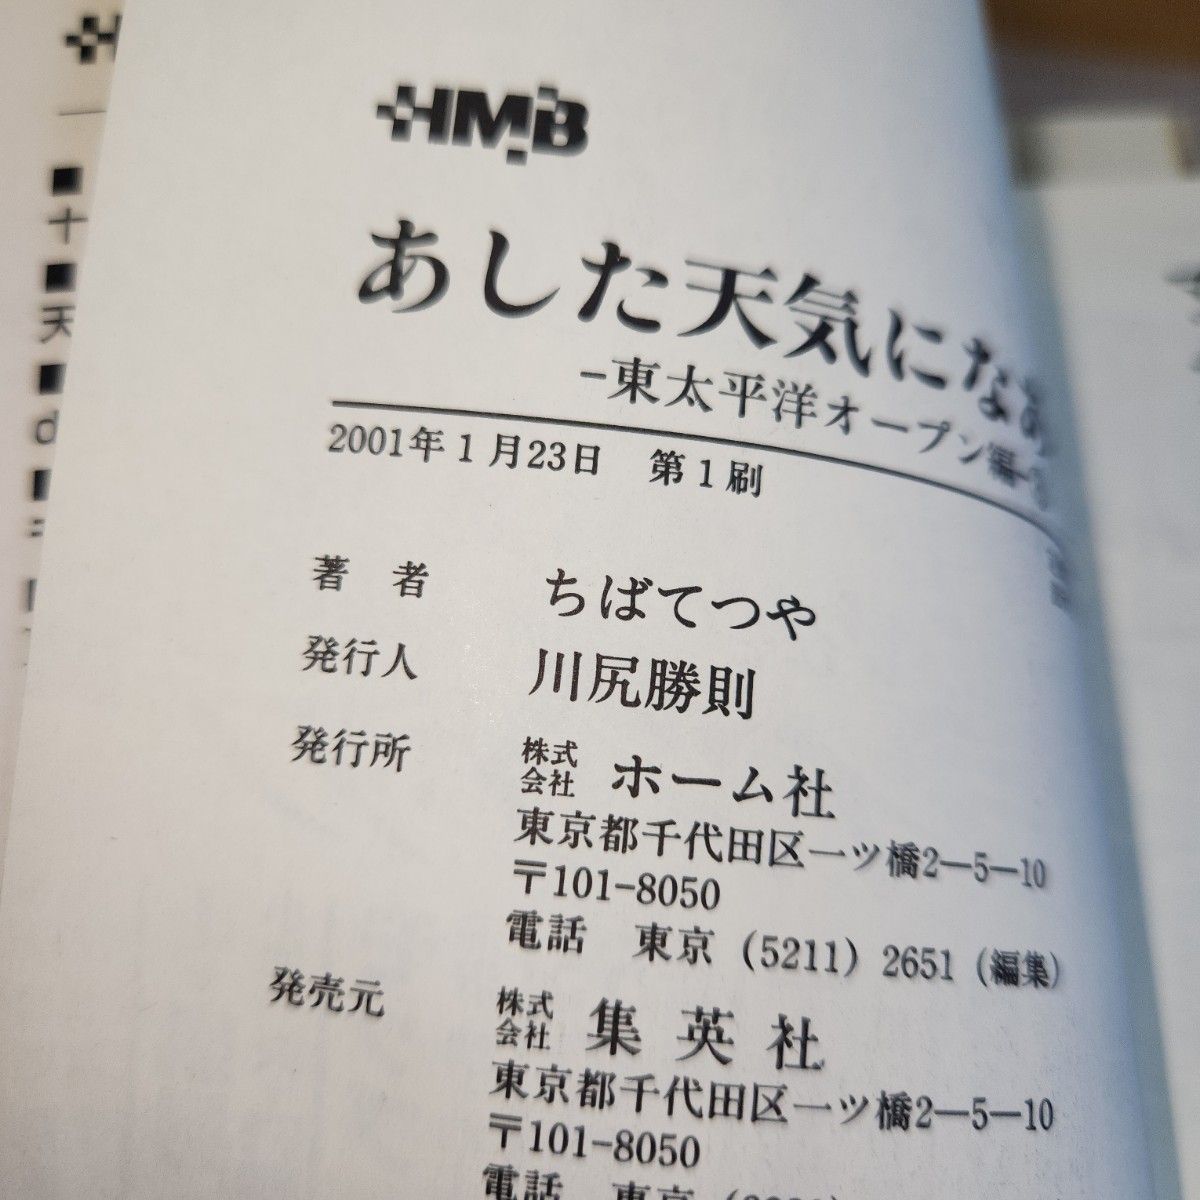 HMB
あした天気になあ
-東太平洋オープン編-
2001年1月23日 第1刷
著 者 ちばてつや
発行人 川尻勝則
発行所 株式会社 ホーム社
東京都千代田区一ツ橋2-5-10
〒101-8050
電話 東京 (5211) 2651 (編集)
発売元 株式会社 集英社
東京都千代田区一ツ橋2-5-10
〒101-8050
電話 東京